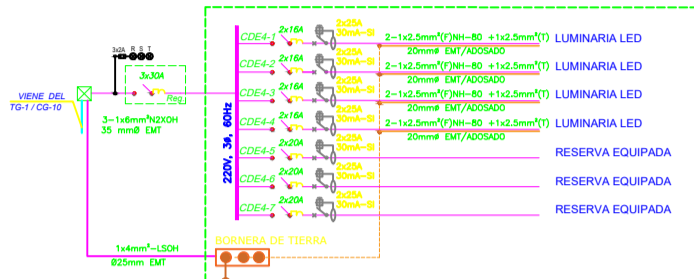 3x2A R S T
3x30A
Reg.
VIENE DEL
TG-1 / CG-10
3-1x6mm²N2XOH
35 mmØ EMT
1x4mm²-LSOH
Ø25mm EMT
220V, 3ø, 60Hz
CDE4-1 2x16A 2x25A
30mA-SI
2-1x2.5mm²(F)NH-80 +1x2.5mm²(T) LUMINARIA LED
20mmø EMT/ADOSADO
CDE4-2 2x16A 2x25A
30mA-SI
2-1x2.5mm²(F)NH-80 +1x2.5mm²(T) LUMINARIA LED
20mmø EMT/ADOSADO
CDE4-3 2x16A 2x25A
30mA-SI
2-1x2.5mm²(F)NH-80 +1x2.5mm²(T) LUMINARIA LED
20mmø EMT/ADOSADO
CDE4-4 2x16A 2x25A
30mA-SI
2-1x2.5mm²(F)NH-80 +1x2.5mm²(T) LUMINARIA LED
20mmø EMT/ADOSADO
CDE4-5 2x20A 2x25A
30mA-SI
RESERVA EQUIPADA
CDE4-6 2x20A 2x25A
30mA-SI
RESERVA EQUIPADA
CDE4-7 2x20A 2x25A
30mA-SI
RESERVA EQUIPADA
BORNERA DE TIERRA